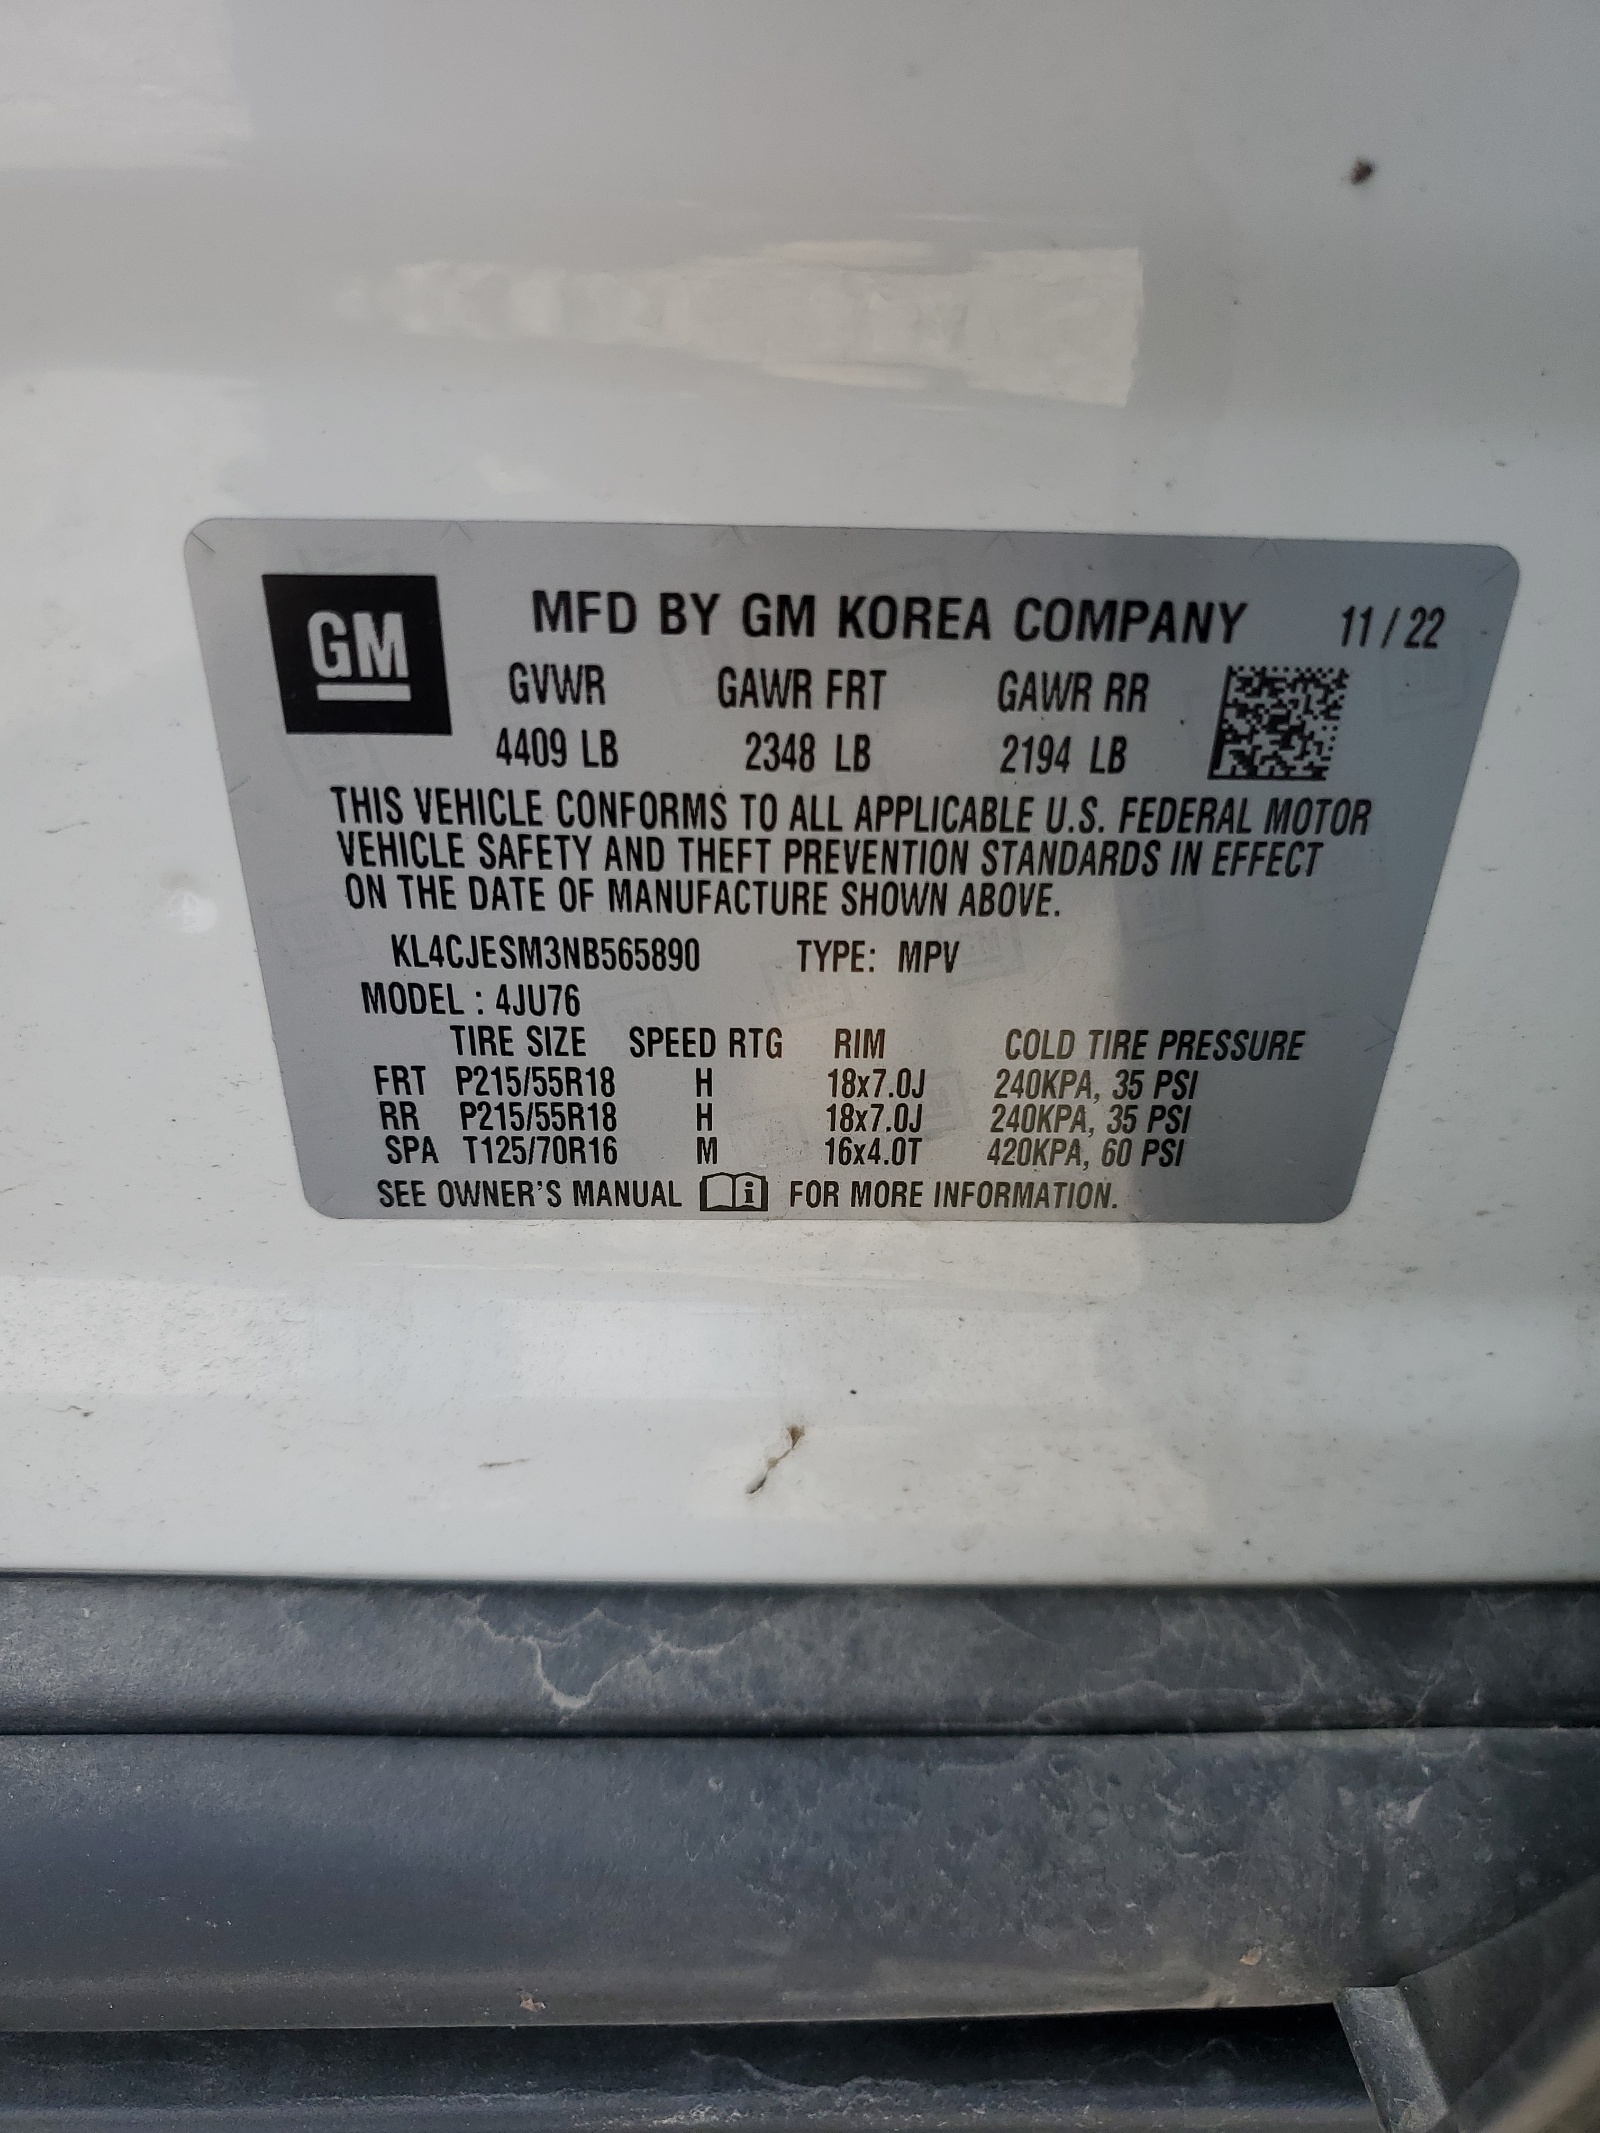 GM
MFD BY GM KOREA COMPANY 11 / 22
GVWR GAWR FRT GAWR RR
4409 LB 2348 LB 2194 LB
THIS VEHICLE CONFORMS TO ALL APPLICABLE U.S. FEDERAL MOTOR
VEHICLE SAFETY AND THEFT PREVENTION STANDARDS IN EFFECT
ON THE DATE OF MANUFACTURE SHOWN ABOVE.
KL4CJESM3NB565890 TYPE: MPV
MODEL : 4JU76
TIRE SIZE SPEED RTG RIM COLD TIRE PRESSURE
FRT P215/55R18 H 18x7.0J 240KPA, 35 PSI
RR P215/55R18 H 18x7.0J 240KPA, 35 PSI
SPA T125/70R16 M 16x4.0T 420KPA, 60 PSI
SEE OWNER'S MANUAL i FOR MORE INFORMATION.